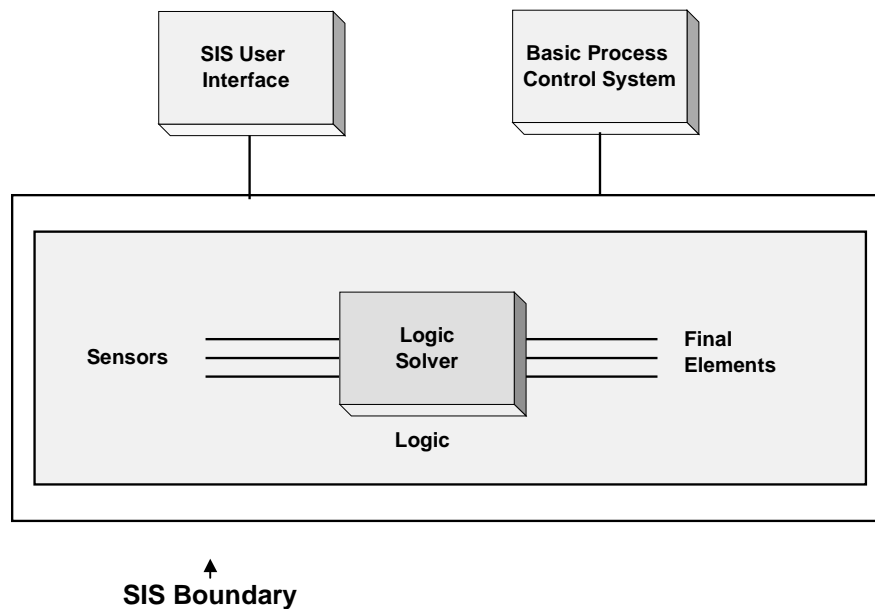 SIS User
Interface
Basic Process
Control System
Sensors
Logic
Solver
Final
Elements
Logic
SIS Boundary